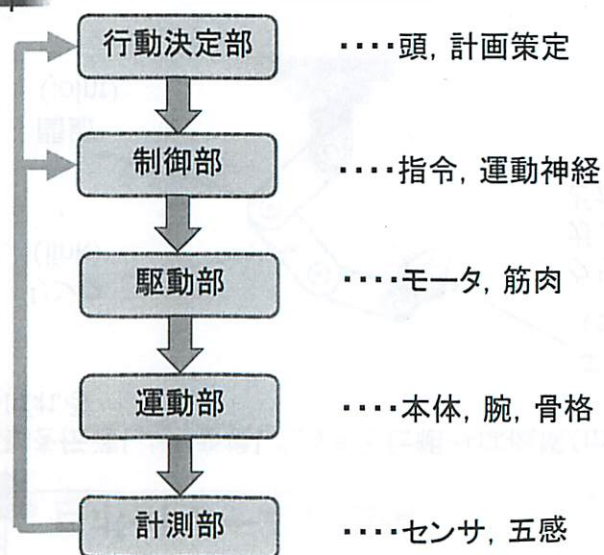 行動決定部 ････頭, 計画策定
制御部 ････指令, 運動神経
駆動部 ････モータ, 筋肉
運動部 ････本体, 腕, 骨格
計測部 ････センサ, 五感